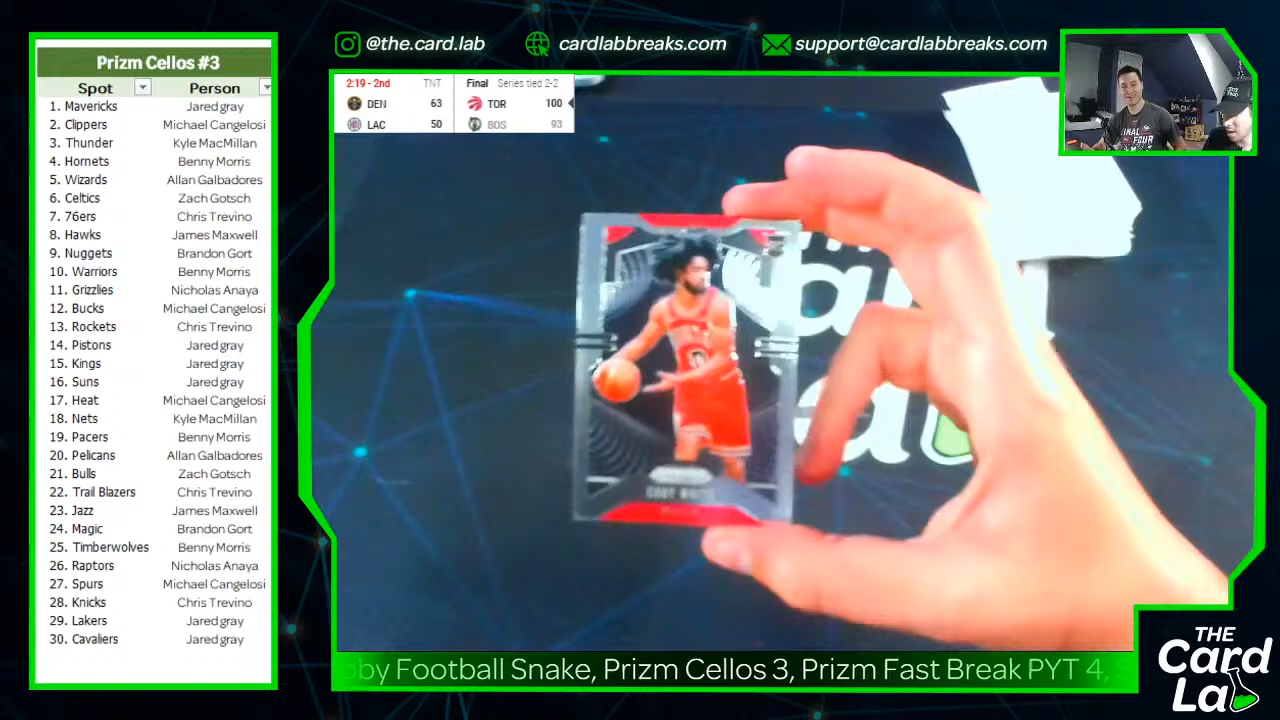 @the.card.lab
cardlabbreaks.com
support@cardlabbreaks.com
Prizm Cellos #3
Spot Person
1. Mavericks Jared gray
2. Clippers Michael Cangelosi
3. Thunder Kyle MacMillan
4. Hornets Benny Morris
5. Wizards Allan Galbadores
6. Celtics Zach Gotsch
7. 76ers Chris Trevino
8. Hawks James Maxwell
9. Nuggets Brandon Gort
10. Warriors Benny Morris
11. Grizzlies Nicholas Anaya
12. Bucks Michael Cangelosi
13. Rockets Chris Trevino
14. Pistons Jared gray
15. Kings Jared gray
16. Suns Jared gray
17. Heat Michael Cangelosi
18. Nets Kyle MacMillan
19. Pacers Benny Morris
20. Pelicans Allan Galbadores
21. Bulls Zach Gotsch
22. Trail Blazers Chris Trevino
23. Jazz James Maxwell
24. Magic Brandon Gort
25. Timberwolves Benny Morris
26. Raptors Nicholas Anaya
27. Spurs Michael Cangelosi
28. Knicks Chris Trevino
29. Lakers Jared gray
30. Cavaliers Jared gray
2:19 - 2nd TNT
DEN 63
LAC 50
Final Series tied 2-2
TOR 100
BOS 93
FINAL
FOUR
oby Football Snake, Prizm Cellos 3, Prizm Fast Break PYT 4,
THE
Card
Lab